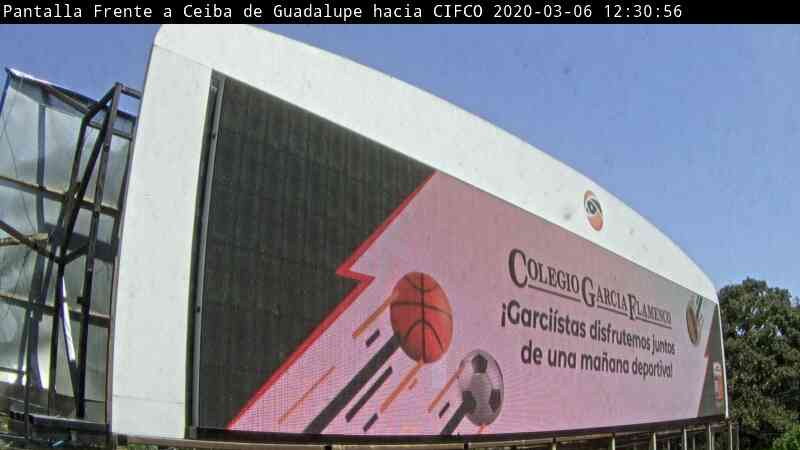 Pantalla Frente a Ceiba de Guadalupe hacia CIFCO 2020-03-06 12:30:56
COLEGIO GARCIA FLAMENCO
¡Garciístas disfrutemos juntos
de una mañana deportiva!